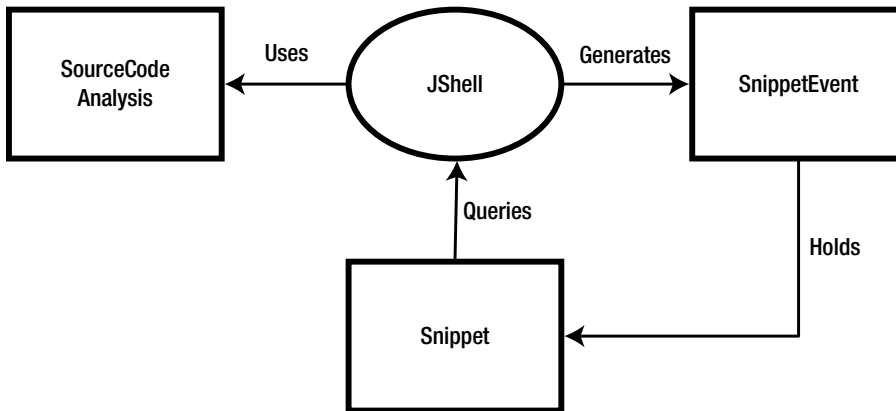 SourceCode
Analysis
Uses
JShell
Generates
SnippetEvent
Queries
Holds
Snippet